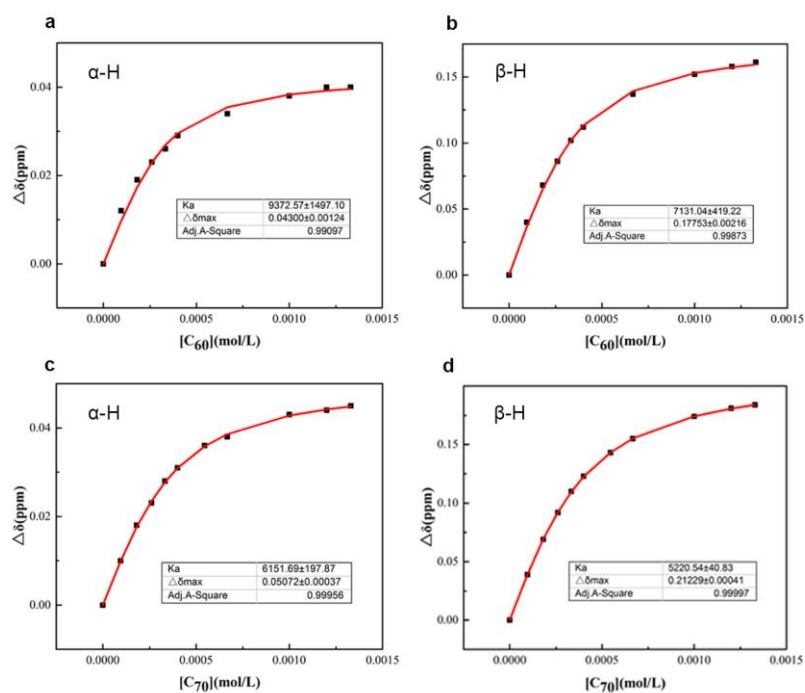 a
α-H
Δδ(ppm)
0.04
0.02
0.00
Ka 9372.57±1497.10
△δmax 0.04300±0.00124
Adj.A-Square 0.99097
0.0000 0.0005 0.0010 0.0015
[C60](mol/L)
b
β-H
Δδ(ppm)
0.15
0.10
0.05
0.00
Ka 7131.04±419.22
△δmax 0.17753±0.00216
Adj.A-Square 0.99873
0.0000 0.0005 0.0010 0.0015
[C60](mol/L)
c
α-H
Δδ(ppm)
0.04
0.02
0.00
Ka 6151.69±197.87
△δmax 0.05072±0.00037
Adj.A-Square 0.99956
0.0000 0.0005 0.0010 0.0015
[C70](mol/L)
d
β-H
Δδ(ppm)
0.15
0.10
0.05
0.00
Ka 5220.54±40.83
△δmax 0.21229±0.00041
Adj.A-Square 0.99997
0.0000 0.0005 0.0010 0.0015
[C70](mol/L)